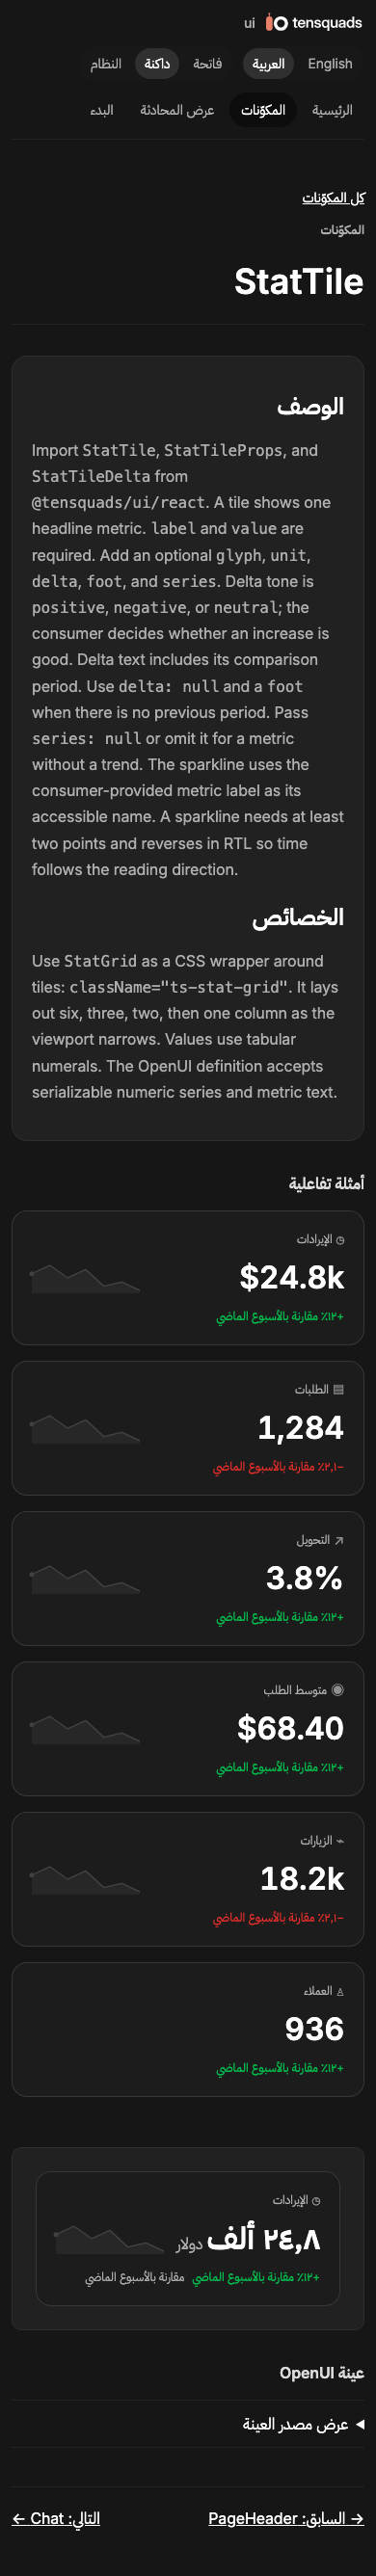 tensquads ui
English العربية فاتحة داكنة النظام
الرئيسية المكوّنات عرض المحادثة البدء
كل المكوّنات
المكوّنات
StatTile
الوصف
Import StatTile, StatTileProps, and
StatTileDelta from
@tensquads/ui/react. A tile shows one
headline metric. label and value are
required. Add an optional glyph, unit,
delta, foot, and series. Delta tone is
positive, negative, or neutral; the
consumer decides whether an increase is
good. Delta text includes its comparison
period. Use delta: null and a foot
when there is no previous period. Pass
series: null or omit it for a metric
without a trend. The sparkline uses the
consumer-provided metric label as its
accessible name. A sparkline needs at least
two points and reverses in RTL so time
follows the reading direction.
الخصائص
Use StatGrid as a CSS wrapper around
tiles: className="ts-stat-grid". It lays
out six, three, two, then one column as the
viewport narrows. Values use tabular
numerals. The OpenUI definition accepts
serializable numeric series and metric text.
أمثلة تفاعلية
◷ الإيرادات
$24.8k
+١٢٪ مقارنة بالأسبوع الماضي
▤ الطلبات
1,284
−٢,١٪ مقارنة بالأسبوع الماضي
↗ التحويل
3.8%
+١٢٪ مقارنة بالأسبوع الماضي
◉ متوسط الطلب
$68.40
+١٢٪ مقارنة بالأسبوع الماضي
⌁ الزيارات
18.2k
−٢,١٪ مقارنة بالأسبوع الماضي
♙ العملاء
936
+١٢٪ مقارنة بالأسبوع الماضي
◷ الإيرادات
٢٤,٨ ألف دولار
+١٢٪ مقارنة بالأسبوع الماضي مقارنة بالأسبوع الماضي
عينة OpenUI
◀ عرض مصدر العينة
→ السابق: PageHeader
التالي: Chat ←